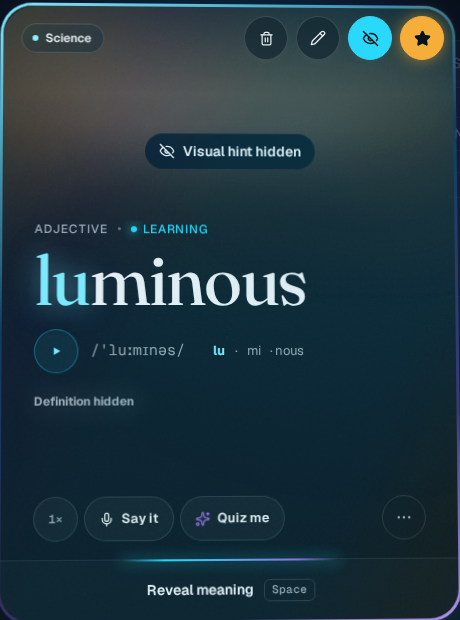 Science
Visual hint hidden
ADJECTIVE • LEARNING
luminous
/ˈluːmɪnəs/ lu · mi · nous
Definition hidden
1× Say it Quiz me ...
Reveal meaning Space